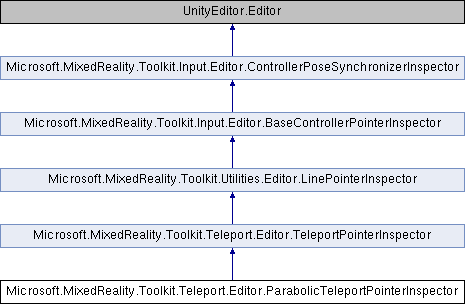 UnityEditor.Editor
Microsoft.MixedReality.Toolkit.Input.Editor.ControllerPoseSynchronizerInspector
Microsoft.MixedReality.Toolkit.Input.Editor.BaseControllerPointerInspector
Microsoft.MixedReality.Toolkit.Utilities.Editor.LinePointerInspector
Microsoft.MixedReality.Toolkit.Teleport.Editor.TeleportPointerInspector
Microsoft.MixedReality.Toolkit.Teleport.Editor.ParabolicTeleportPointerInspector